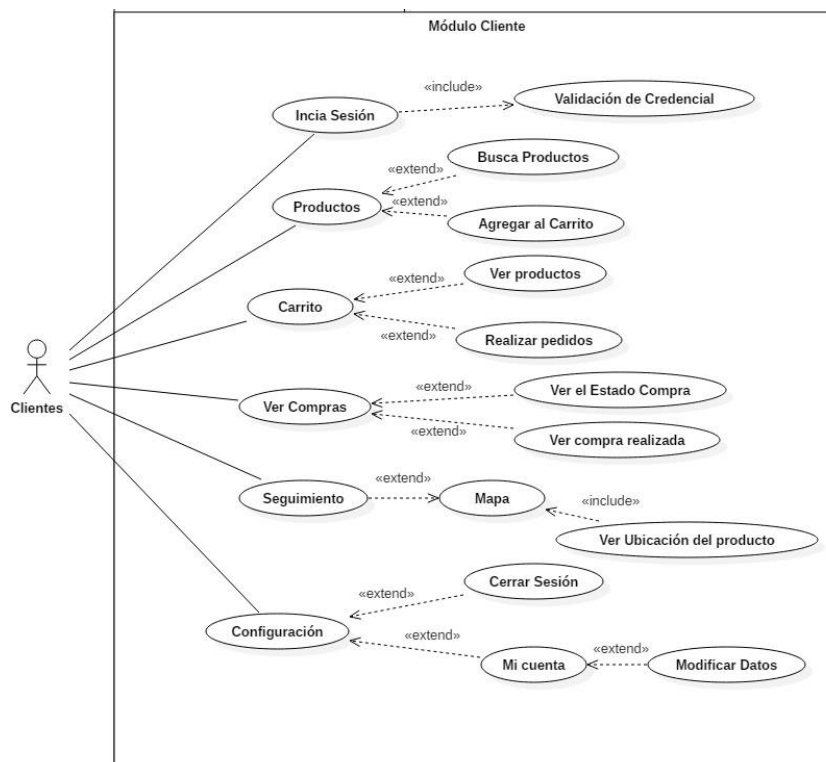 Módulo Cliente
«include»
Incia Sesión
Validación de Credencial
Busca Productos
«extend»
Productos
«extend»
Agregar al Carrito
Ver productos
«extend»
Carrito
«extend»
Realizar pedidos
Clientes
Ver Compras
«extend»
Ver el Estado Compra
«extend»
Ver compra realizada
Seguimiento
«extend»
Mapa
«include»
Ver Ubicación del producto
Cerrar Sesión
«extend»
Configuración
«extend»
Mi cuenta
«extend»
Modificar Datos